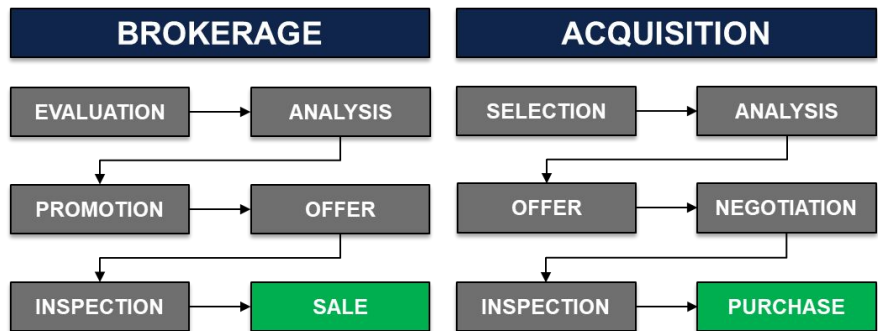 BROKERAGE
EVALUATION
ANALYSIS
PROMOTION
OFFER
INSPECTION
SALE
ACQUISITION
SELECTION
ANALYSIS
OFFER
NEGOTIATION
INSPECTION
PURCHASE